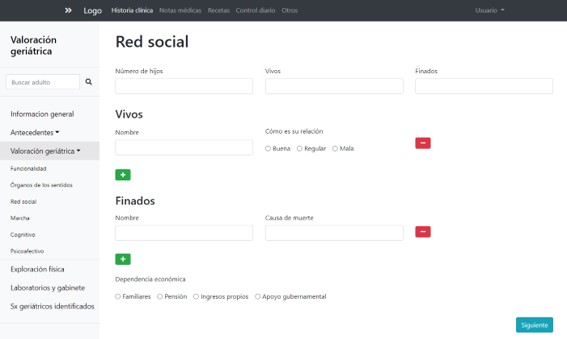 Logo Historia clínica Notas médicas Recetas Control diario Otros Usuario
Valoración
geriátrica
Buscar adulto
Informacion general
Antecedentes
Valoración geriátrica
Funcionalidad
Órganos de los sentidos
Red social
Marcha
Cognitivo
Psicoafectivo
Exploración física
Laboratorios y gabinete
Sx geriátricos identificados
Red social
Número de hijos Vivos Finados
Vivos
Nombre Cómo es su relación
Buena Regular Mala
Finados
Nombre Causa de muerte
Dependencia económica
Familiares Pensión Ingresos propios Apoyo gubernamental
Siguiente